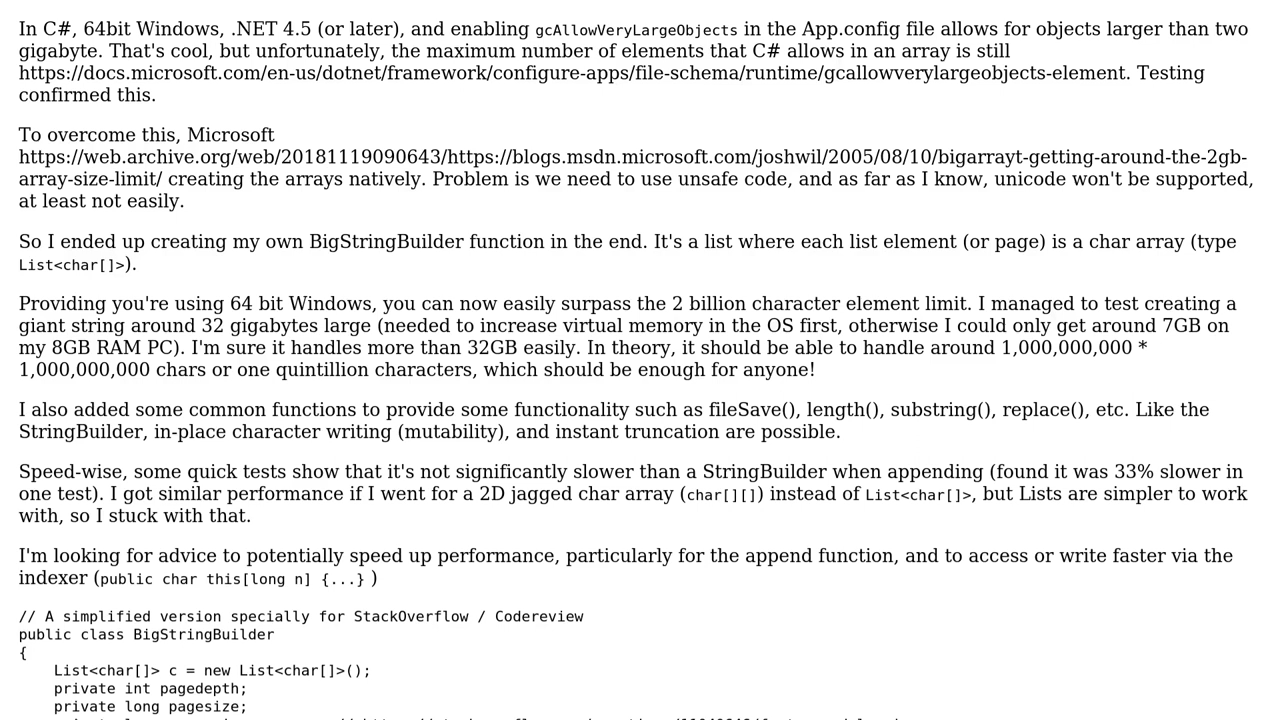 In C#, 64bit Windows, .NET 4.5 (or later), and enabling gcAllowVeryLargeObjects in the App.config file allows for objects larger than two
gigabyte. That's cool, but unfortunately, the maximum number of elements that C# allows in an array is still
https://docs.microsoft.com/en-us/dotnet/framework/configure-apps/file-schema/runtime/gcallowverylargeobjects-element. Testing
confirmed this.
To overcome this, Microsoft
https://web.archive.org/web/20181119090643/https://blogs.msdn.microsoft.com/joshwil/2005/08/10/bigarrayt-getting-around-the-2gb-
array-size-limit/ creating the arrays natively. Problem is we need to use unsafe code, and as far as I know, unicode won't be supported,
at least not easily.
So I ended up creating my own BigStringBuilder function in the end. It's a list where each list element (or page) is a char array (type
List<char[]>).
Providing you're using 64 bit Windows, you can now easily surpass the 2 billion character element limit. I managed to test creating a
giant string around 32 gigabytes large (needed to increase virtual memory in the OS first, otherwise I could only get around 7GB on
my 8GB RAM PC). I'm sure it handles more than 32GB easily. In theory, it should be able to handle around 1,000,000,000 *
1,000,000,000 chars or one quintillion characters, which should be enough for anyone!
I also added some common functions to provide some functionality such as fileSave(), length(), substring(), replace(), etc. Like the
StringBuilder, in-place character writing (mutability), and instant truncation are possible.
Speed-wise, some quick tests show that it's not significantly slower than a StringBuilder when appending (found it was 33% slower in
one test). I got similar performance if I went for a 2D jagged char array (char[][]) instead of List<char[]>, but Lists are simpler to work
with, so I stuck with that.
I'm looking for advice to potentially speed up performance, particularly for the append function, and to access or write faster via the
indexer (public char this[long n] {...} )
// A simplified version specially for StackOverflow / Codereview
public class BigStringBuilder
{
List<char[]> c = new List<char[]>();
private int pagedepth;
private long pagesize;